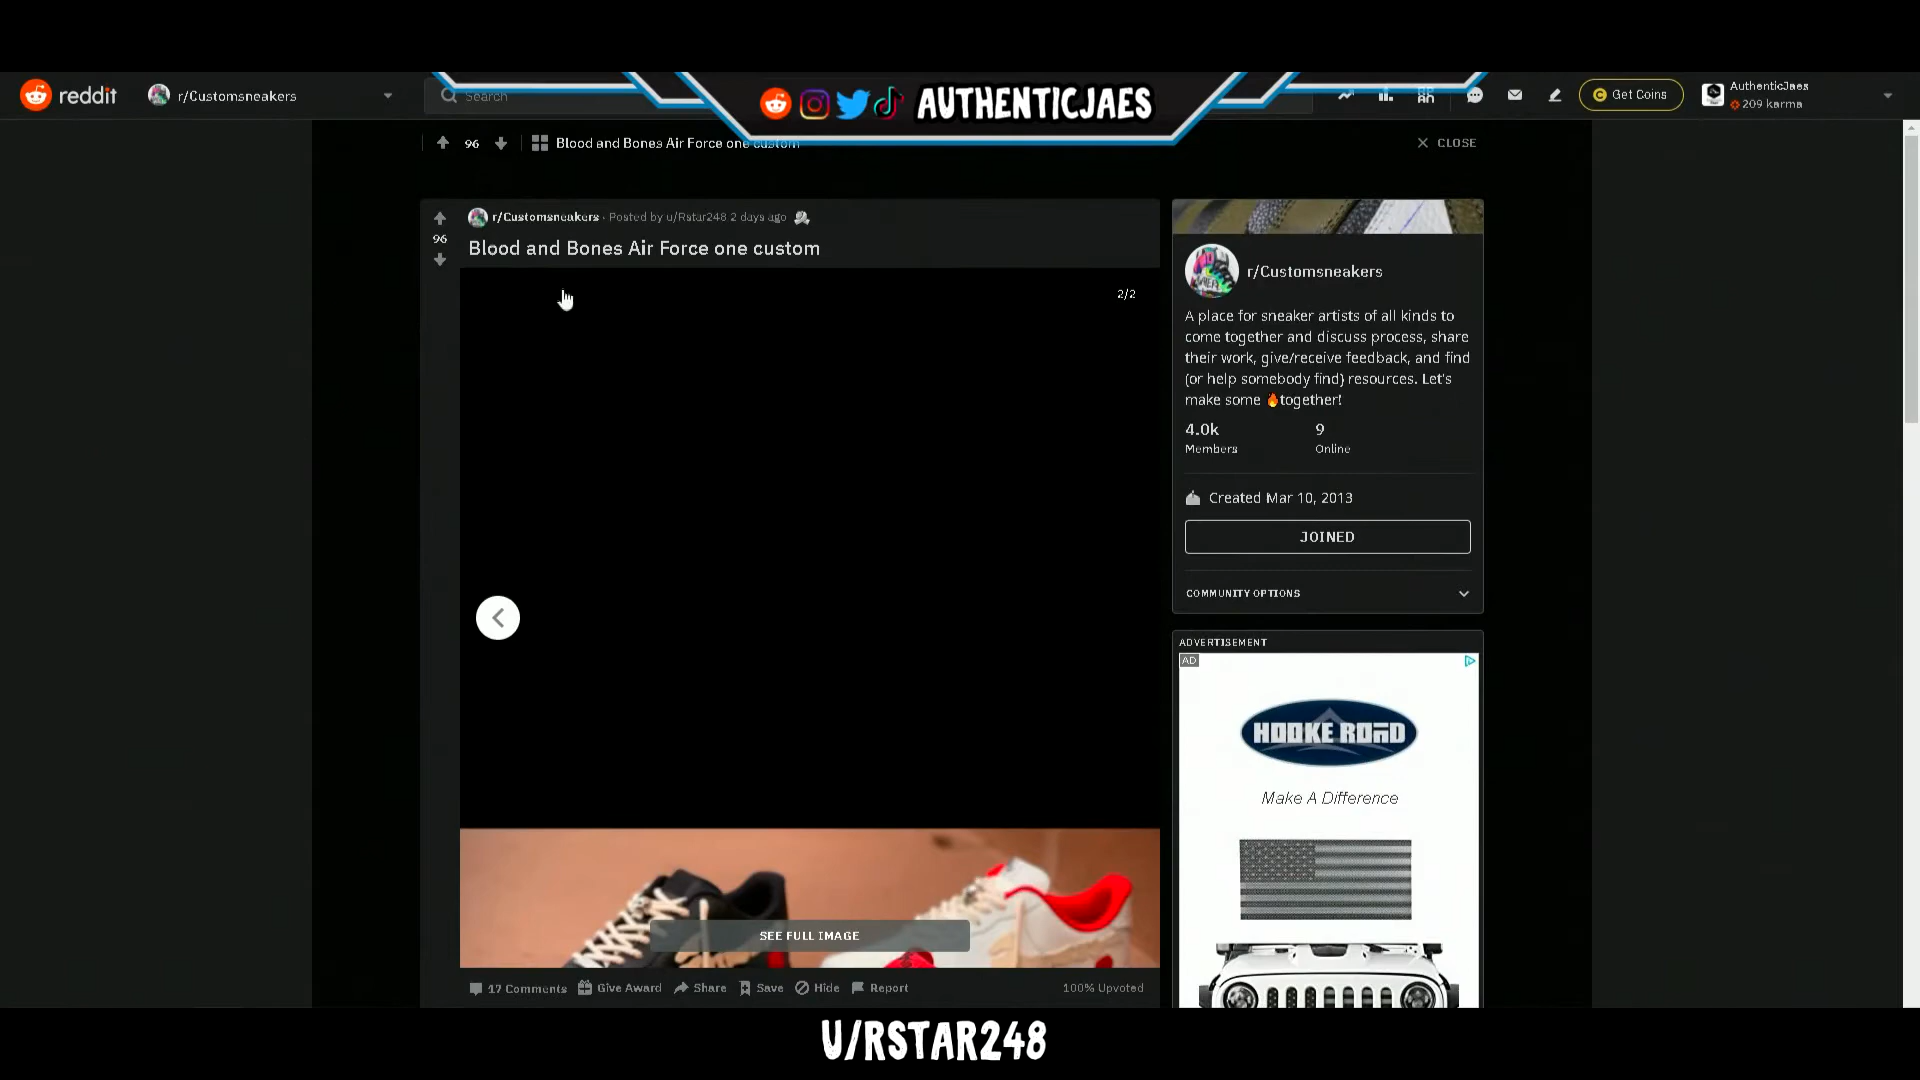 reddit
r/Customsneakers
Search
AUTHENTICJAES
Get Coins
AuthenticJaes
209 karma
96
Blood and Bones Air Force one custom
CLOSE
r/Customsneakers · Posted by u/Rstar248 2 days ago
96
Blood and Bones Air Force one custom
2/2
SEE FULL IMAGE
17 Comments Give Award Share Save Hide Report
100% Upvoted
r/Customsneakers
A place for sneaker artists of all kinds to
come together and discuss process, share
their work, give/receive feedback, and find
(or help somebody find) resources. Let's
make some 🔥together!
4.0k 9
Members Online
Created Mar 10, 2013
JOINED
COMMUNITY OPTIONS
ADVERTISEMENT
AD
HOOKE ROAD
Make A Difference
U/RSTAR248